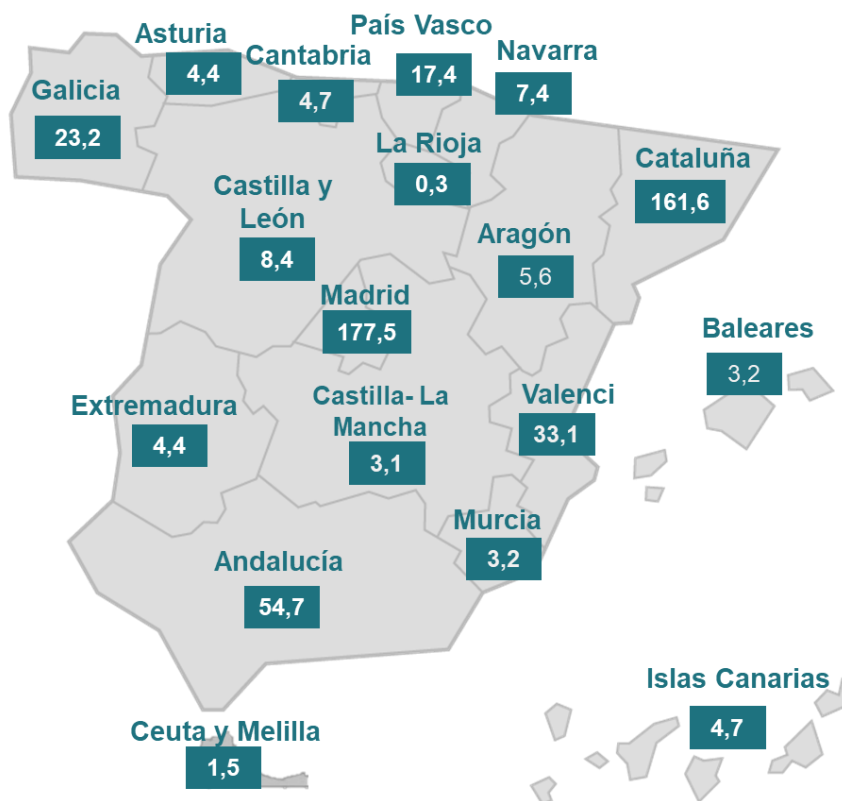 País Vasco
17,4
Asturia
4,4
Cantabria
4,7
Navarra
7,4
Galicia
23,2
La Rioja
0,3
Cataluña
161,6
Castilla y
León
8,4
Aragón
5,6
Madrid
177,5
Baleares
3,2
Extremadura
4,4
Castilla- La
Mancha
3,1
Valenci
33,1
Murcia
3,2
Andalucía
54,7
Islas Canarias
4,7
Ceuta y Melilla
1,5